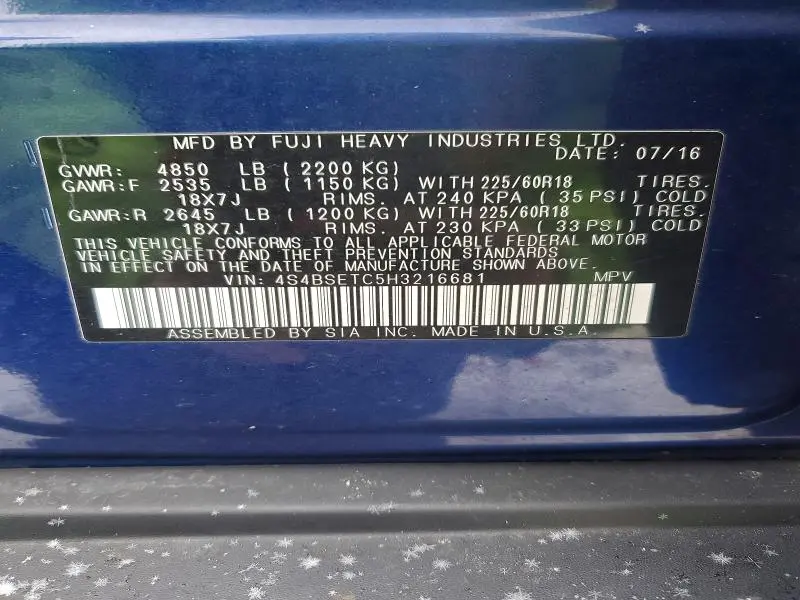 MFD BY FUJI HEAVY INDUSTRIES LTD.
DATE: 07/16
GVWR: 4850 LB (2200 KG)
GAWR:F 2535 LB (1150 KG) WITH 225/60R18 TIRES.
18X7J RIMS. AT 240 KPA (35 PSI) COLD
GAWR:R 2645 LB (1200 KG) WITH 225/60R18 TIRES.
18X7J RIMS. AT 230 KPA (33 PSI) COLD
THIS VEHICLE CONFORMS TO ALL APPLICABLE FEDERAL MOTOR
VEHICLE SAFETY AND THEFT PREVENTION STANDARDS
IN EFFECT ON THE DATE OF MANUFACTURE SHOWN ABOVE.
VIN: 4S4BSETC5H3216681 MPV
ASSEMBLED BY SIA INC. MADE IN U.S.A.